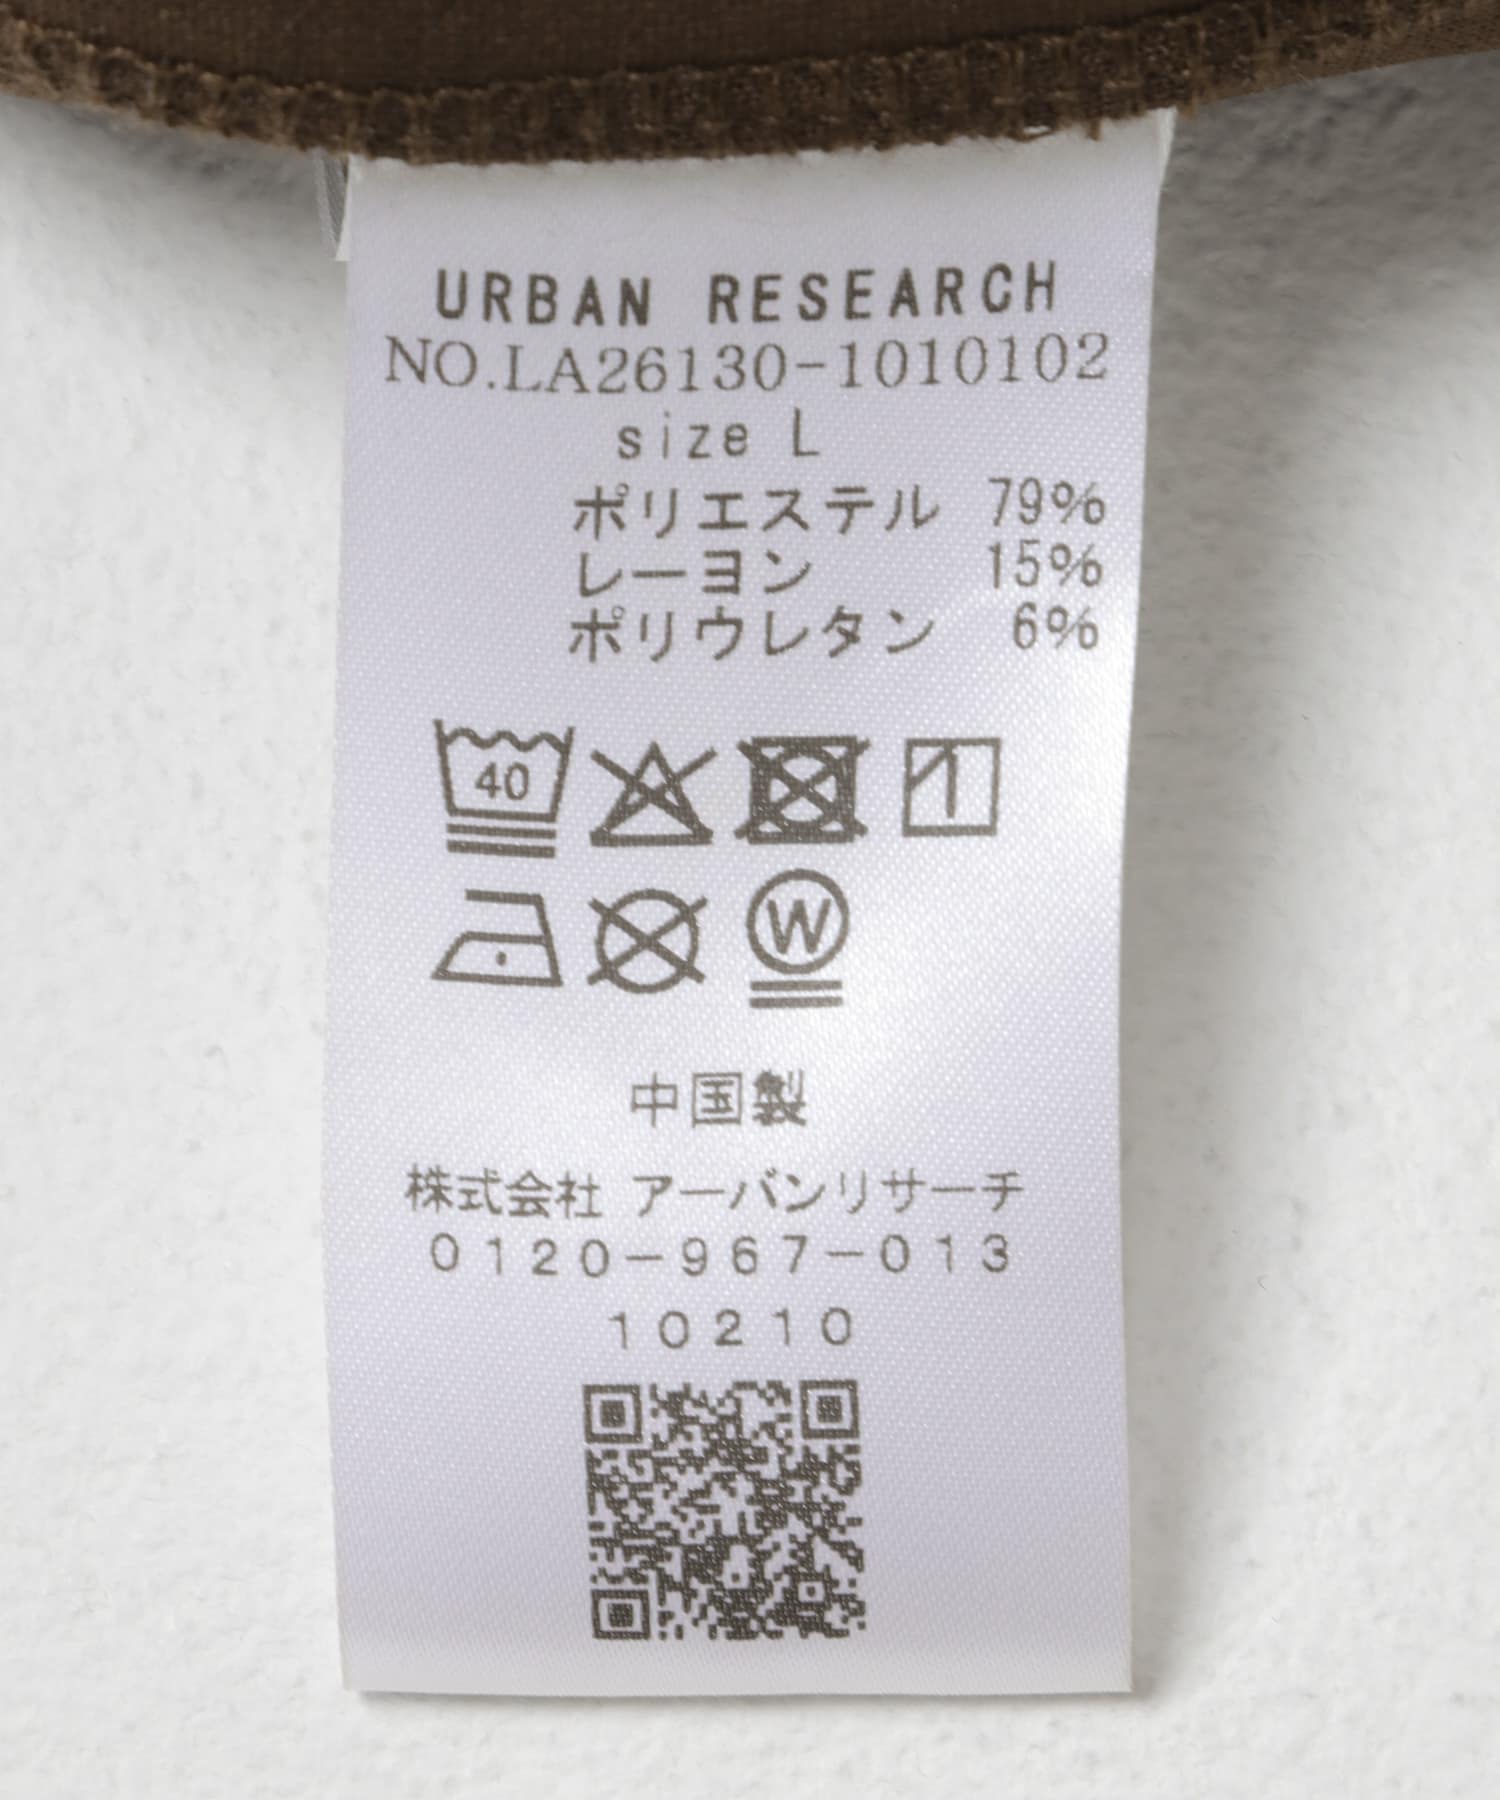 URBAN RESEARCH
NO.LA26130-1010102
size L
ポリエステル 79%
レーヨン 15%
ポリウレタン 6%
40
W
中国製
株式会社 アーバンリサーチ
0120-967-013
10210